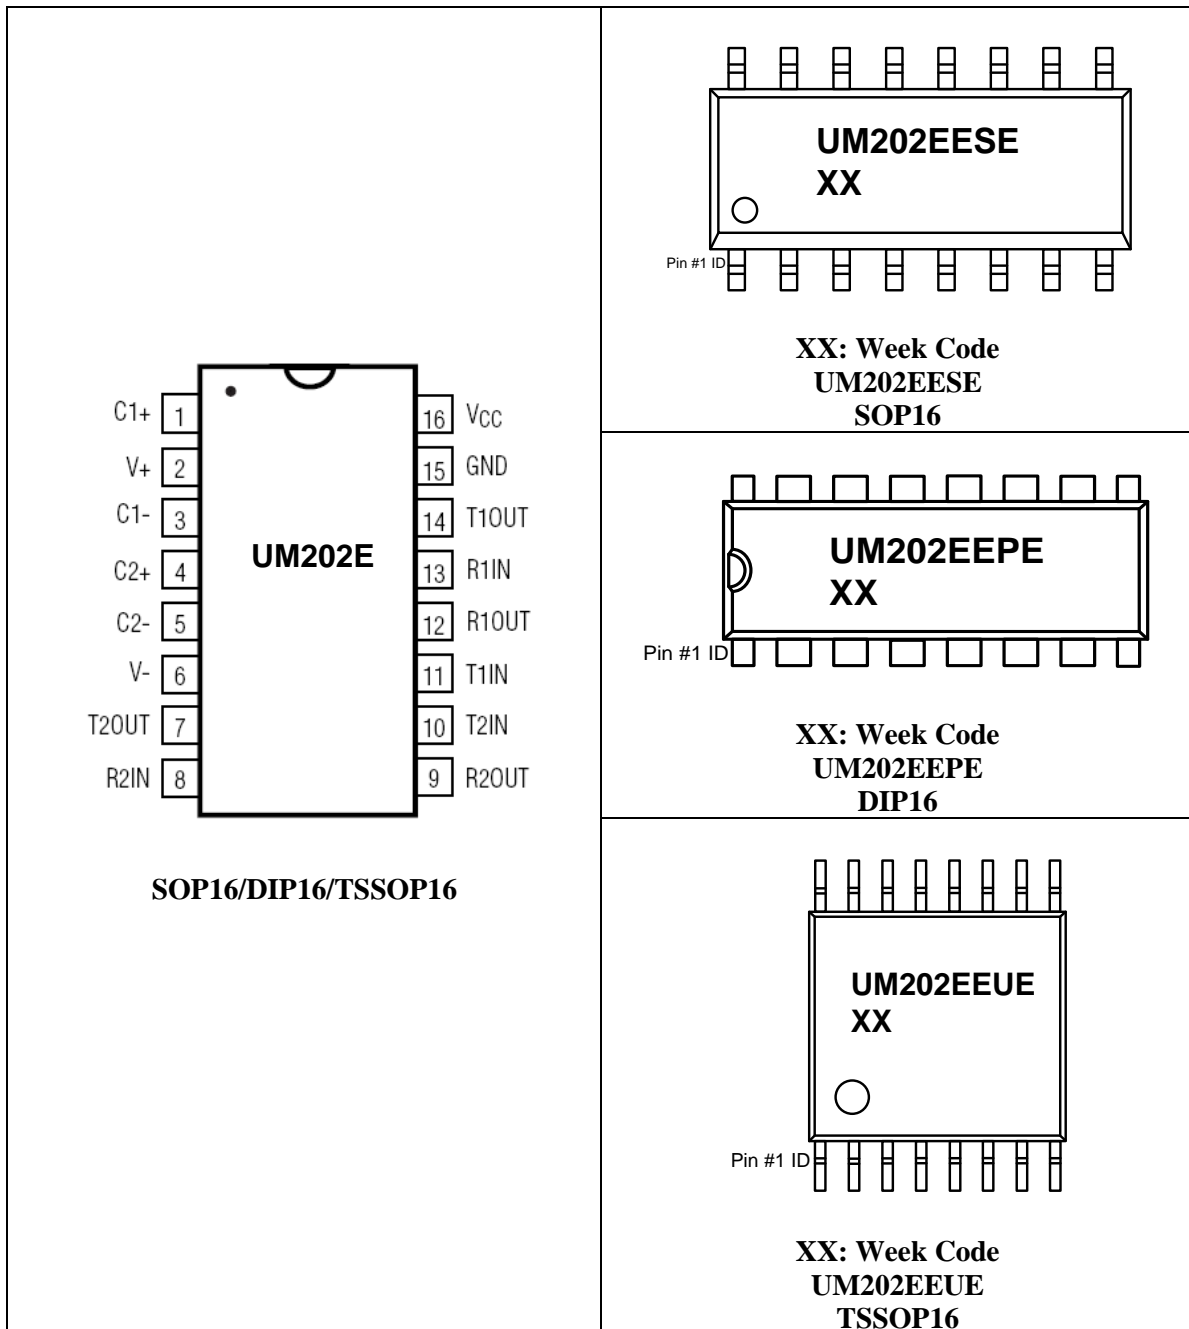 C1+ 1
V+ 2
C1- 3
C2+ 4
C2- 5
V- 6
T2OUT 7
R2IN 8
16 VCC
15 GND
14 T1OUT
13 R1IN
12 R1OUT
11 T1IN
10 T2IN
9 R2OUT
UM202E
SOP16/DIP16/TSSOP16
UM202EESE
XX
Pin #1 ID
XX: Week Code
UM202EESE
SOP16
UM202EEPE
XX
Pin #1 ID
XX: Week Code
UM202EEPE
DIP16
UM202EEUE
XX
Pin #1 ID
XX: Week Code
UM202EEUE
TSSOP16